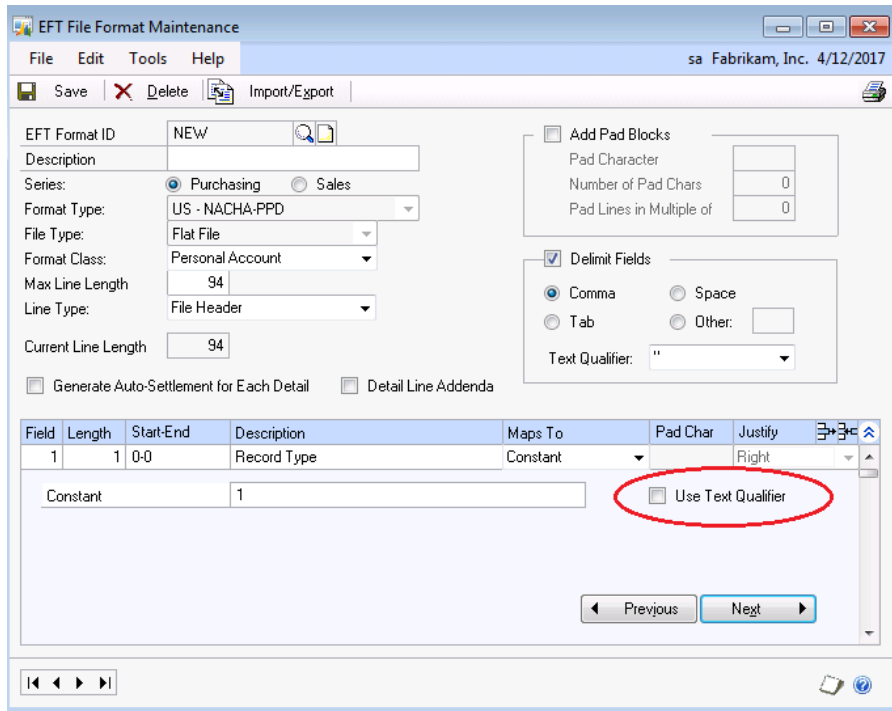 EFT File Format Maintenance
File Edit Tools Help sa Fabrikam, Inc. 4/12/2017
Save Delete Import/Export
EFT Format ID NEW
Description
Series: Purchasing Sales
Format Type: US - NACHA-PPD
File Type: Flat File
Format Class: Personal Account
Max Line Length 94
Line Type: File Header
Current Line Length 94
Generate Auto-Settlement for Each Detail Detail Line Addenda
Add Pad Blocks
Pad Character
Number of Pad Chars 0
Pad Lines in Multiple of 0
Delimit Fields
Comma Space
Tab Other:
Text Qualifier: "
Field Length Start-End Description Maps To Pad Char Justify
1 1 0-0 Record Type Constant Right
Constant 1 Use Text Qualifier
Previous Next